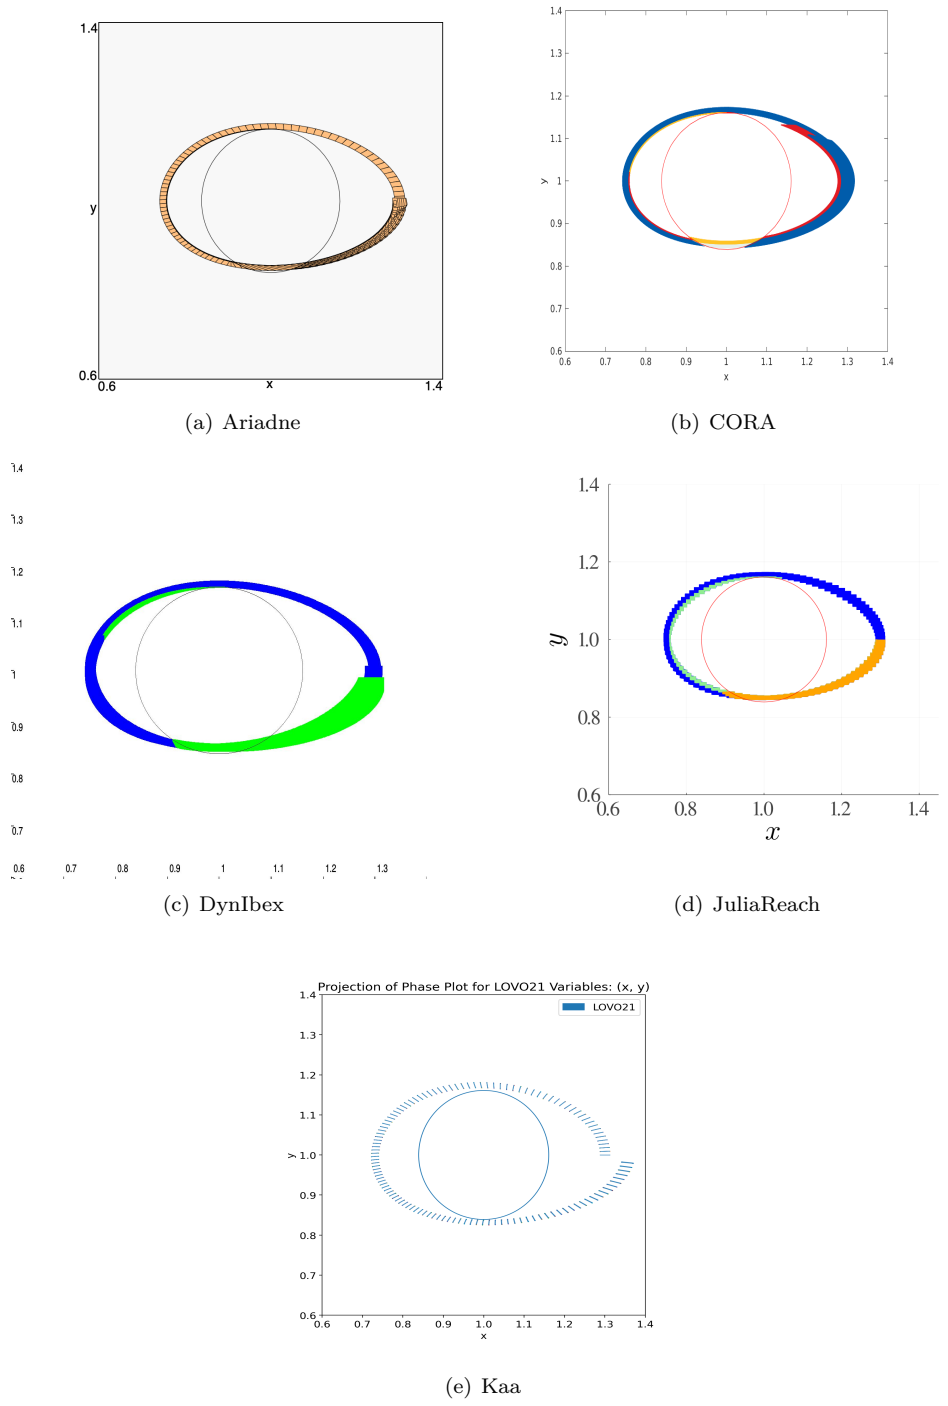 1.4
y
0.6
0.6
x
1.4
(a) Ariadne
1.4
1.3
1.2
1.1
y
1
0.9
0.8
0.7
0.6
0.6 0.7 0.8 0.9 1 1.1 1.2 1.3 1.4
x
(b) CORA
1.4
1.3
1.2
1.1
1
0.9
0.8
0.7
0.6 0.7 0.8 0.9 1 1.1 1.2 1.3
(c) DynIbex
1.4
1.2
y
1.0
0.8
0.6
0.6 0.8 1.0 1.2 1.4
x
(d) JuliaReach
Projection of Phase Plot for LOVO21 Variables: (x, y)
LOVO21
1.4
1.3
1.2
1.1
y
1.0
0.9
0.8
0.7
0.6
0.6 0.7 0.8 0.9 1.0 1.1 1.2 1.3 1.4
x
(e) Kaa